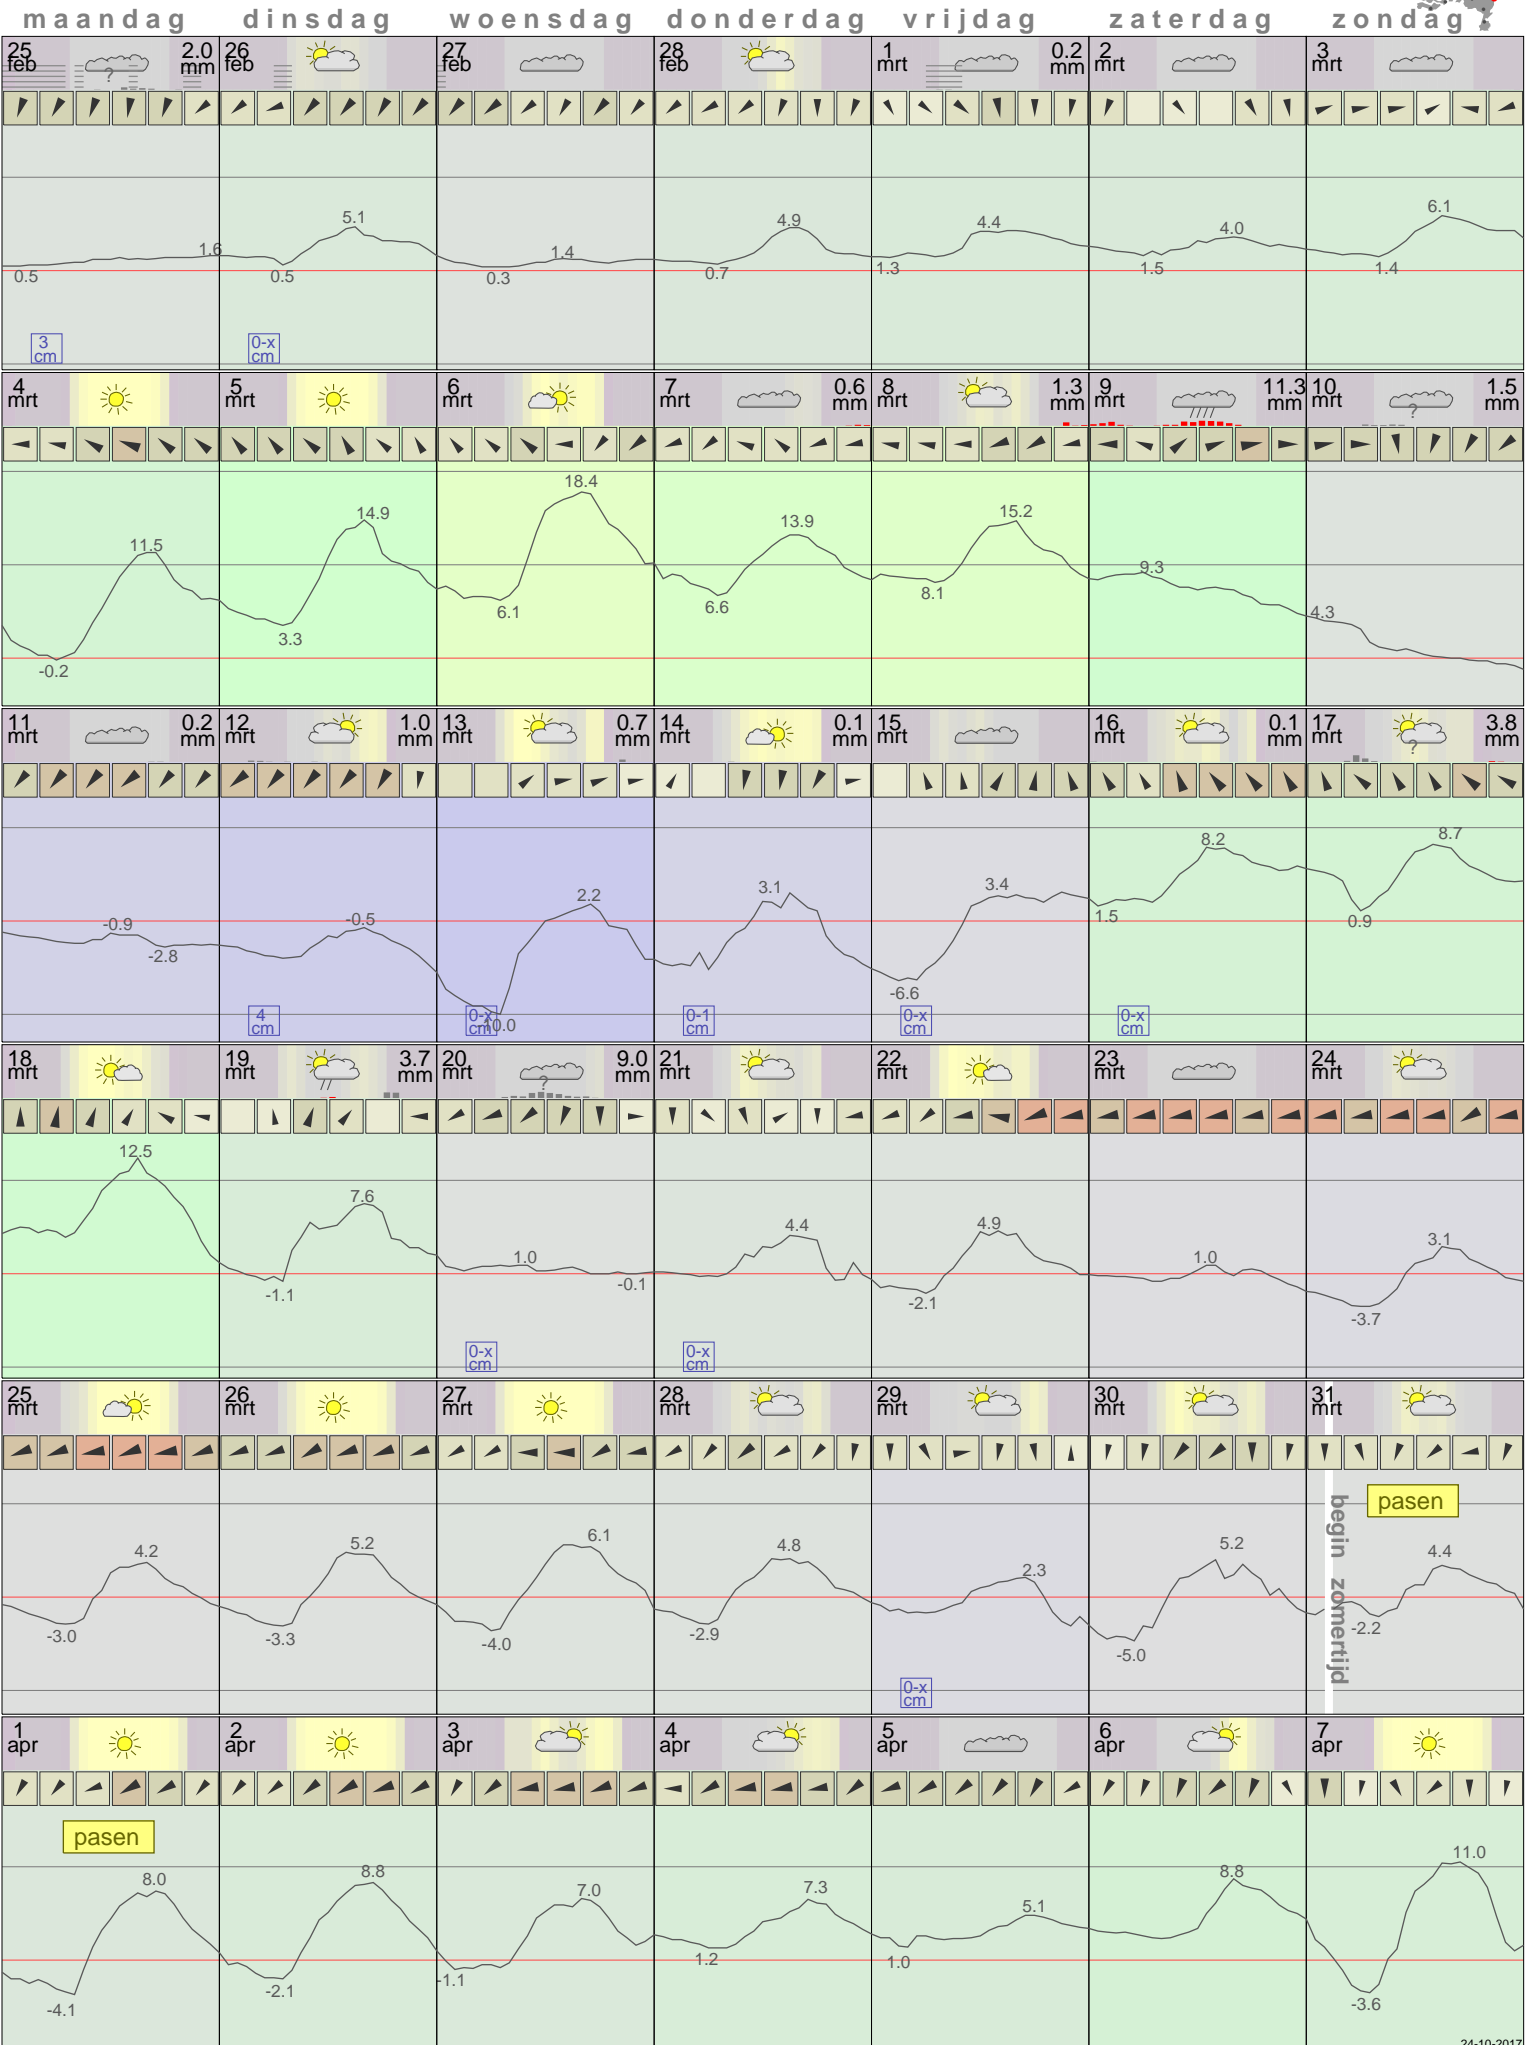 maandag dinsdag woensdag donderdag vrijdag zaterdag zondag
25 2.0 26 27 28 1 0.2 2 3
feb mm feb feb feb mrt mm mrt mrt
?
5.1 4.9 4.4 4.0 6.1
0.5 1.6 0.5 0.3 1.4 0.7 1.3 1.5 1.4
3 0-x
cm cm
4 5 6 7 0.6 8 1.3 9 11.3 10 1.5
mrt mrt mrt mrt mm mrt mm mrt mm mrt mm
?
11.5 14.9 18.4 13.9 15.2 9.3
-0.2 3.3 6.1 6.6 8.1 4.3
11 0.2 12 1.0 13 0.7 14 0.1 15 16 0.1 17 3.8
mrt mm mrt mm mrt mm mrt mm mrt mrt mm mrt mm
?
-0.9 -0.5 2.2 3.1 3.4 8.2 8.7
-2.8 -10.0 -6.6 1.5 0.9
4 0-x 0-1 0-x 0-x
cm cm cm cm cm
18 19 3.7 20 9.0 21 22 23 24
mrt mrt mm mrt mm mrt mrt mrt mrt
?
12.5 7.6 1.0 4.4 4.9 1.0 3.1
-1.1 -0.1 -2.1 -3.7
0-x 0-x
cm cm
25 26 27 28 29 30 31
mrt mrt mrt mrt mrt mrt mrt
pasen
begin zomertijd
4.2 5.2 6.1 4.8 2.3 5.2 4.4
-3.0 -3.3 -4.0 -2.9 -5.0 -2.2
0-x
cm
1 2 3 4 5 6 7
apr apr apr apr apr apr apr
pasen
8.0 8.8 7.0 7.3 5.1 8.8 11.0
-4.1 -2.1 -1.1 1.2 1.0 -3.6
24-10-2017